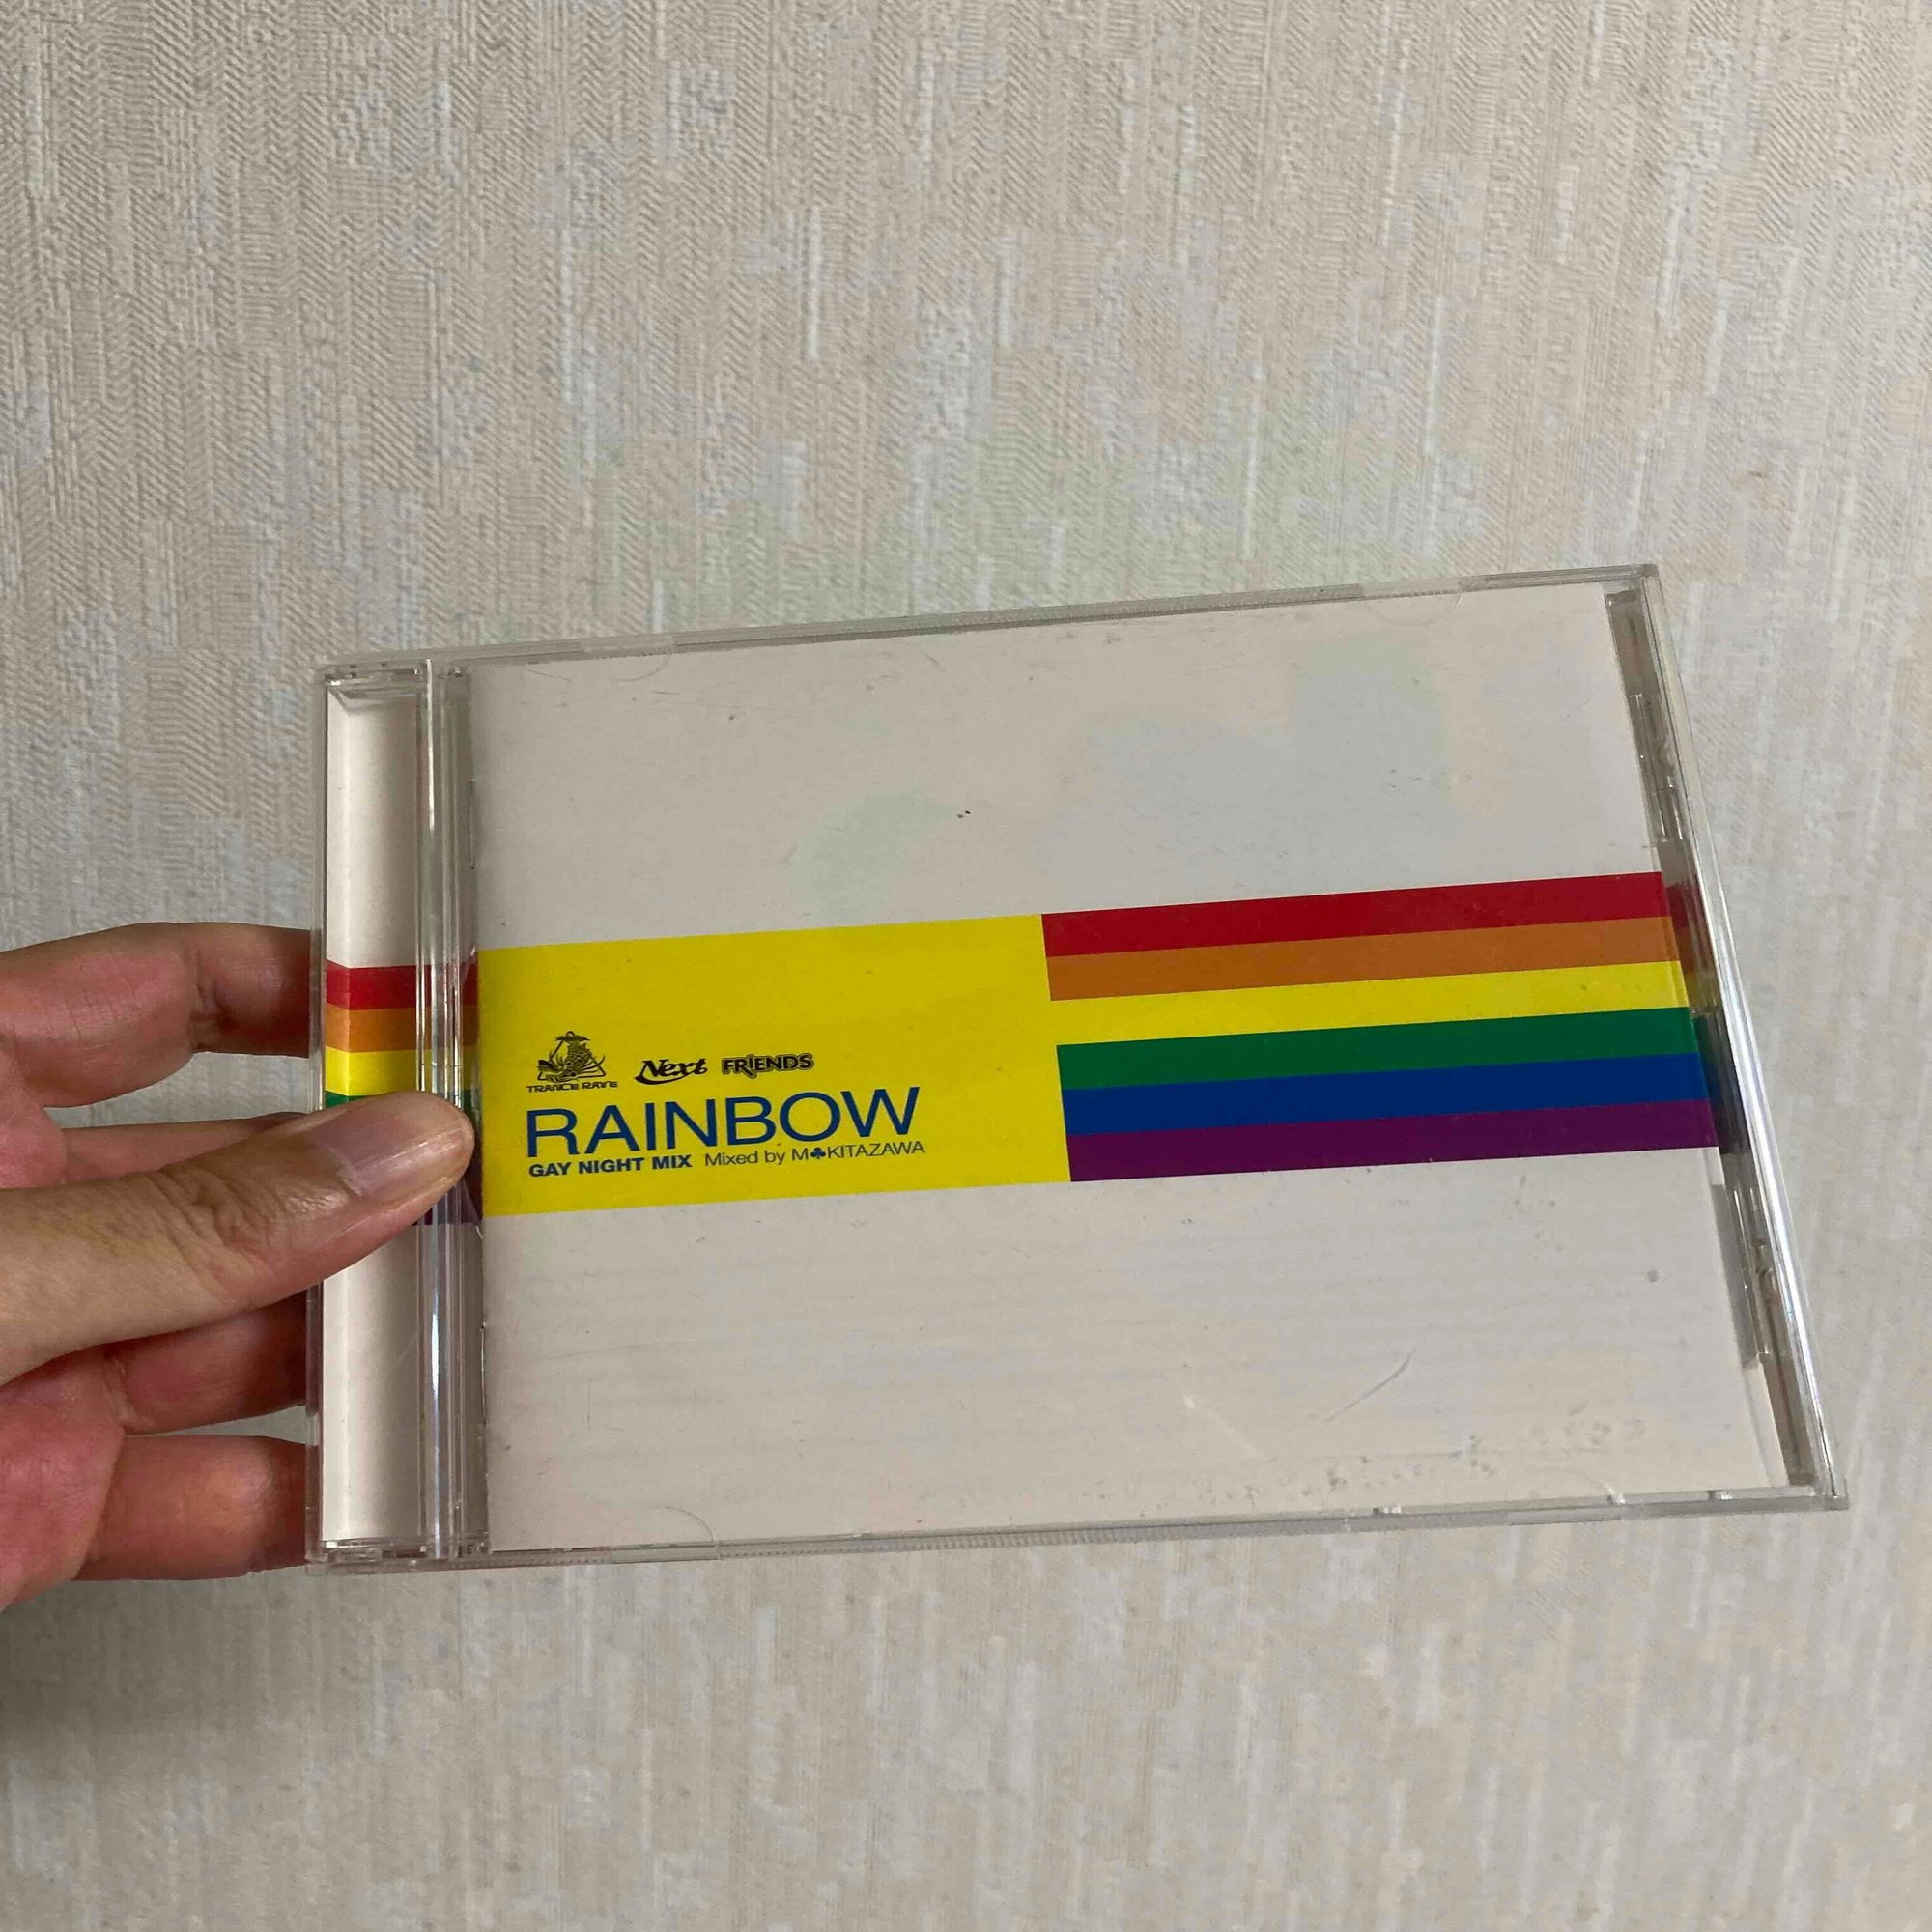 TRANCE RAVE Next FRIENDS
RAINBOW
GAY NIGHT MIX Mixed by M♣KITAZAWA